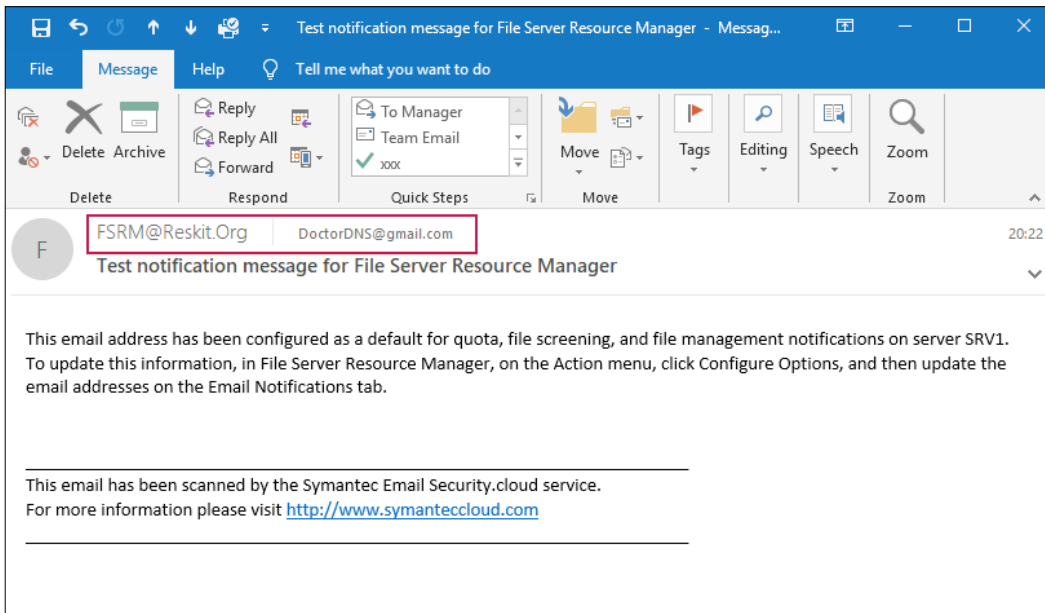 Test notification message for File Server Resource Manager - Messag...
File Message Help Tell me what you want to do
Reply
Reply All
Forward
Delete Archive
To Manager
Team Email
xxx
Move
Tags
Editing
Speech
Zoom
Delete Respond Quick Steps Move Zoom
F
FSRM@Reskit.Org DoctorDNS@gmail.com 20:22
Test notification message for File Server Resource Manager
This email address has been configured as a default for quota, file screening, and file management notifications on server SRV1.
To update this information, in File Server Resource Manager, on the Action menu, click Configure Options, and then update the
email addresses on the Email Notifications tab.
This email has been scanned by the Symantec Email Security.cloud service.
For more information please visit http://www.symanteccloud.com